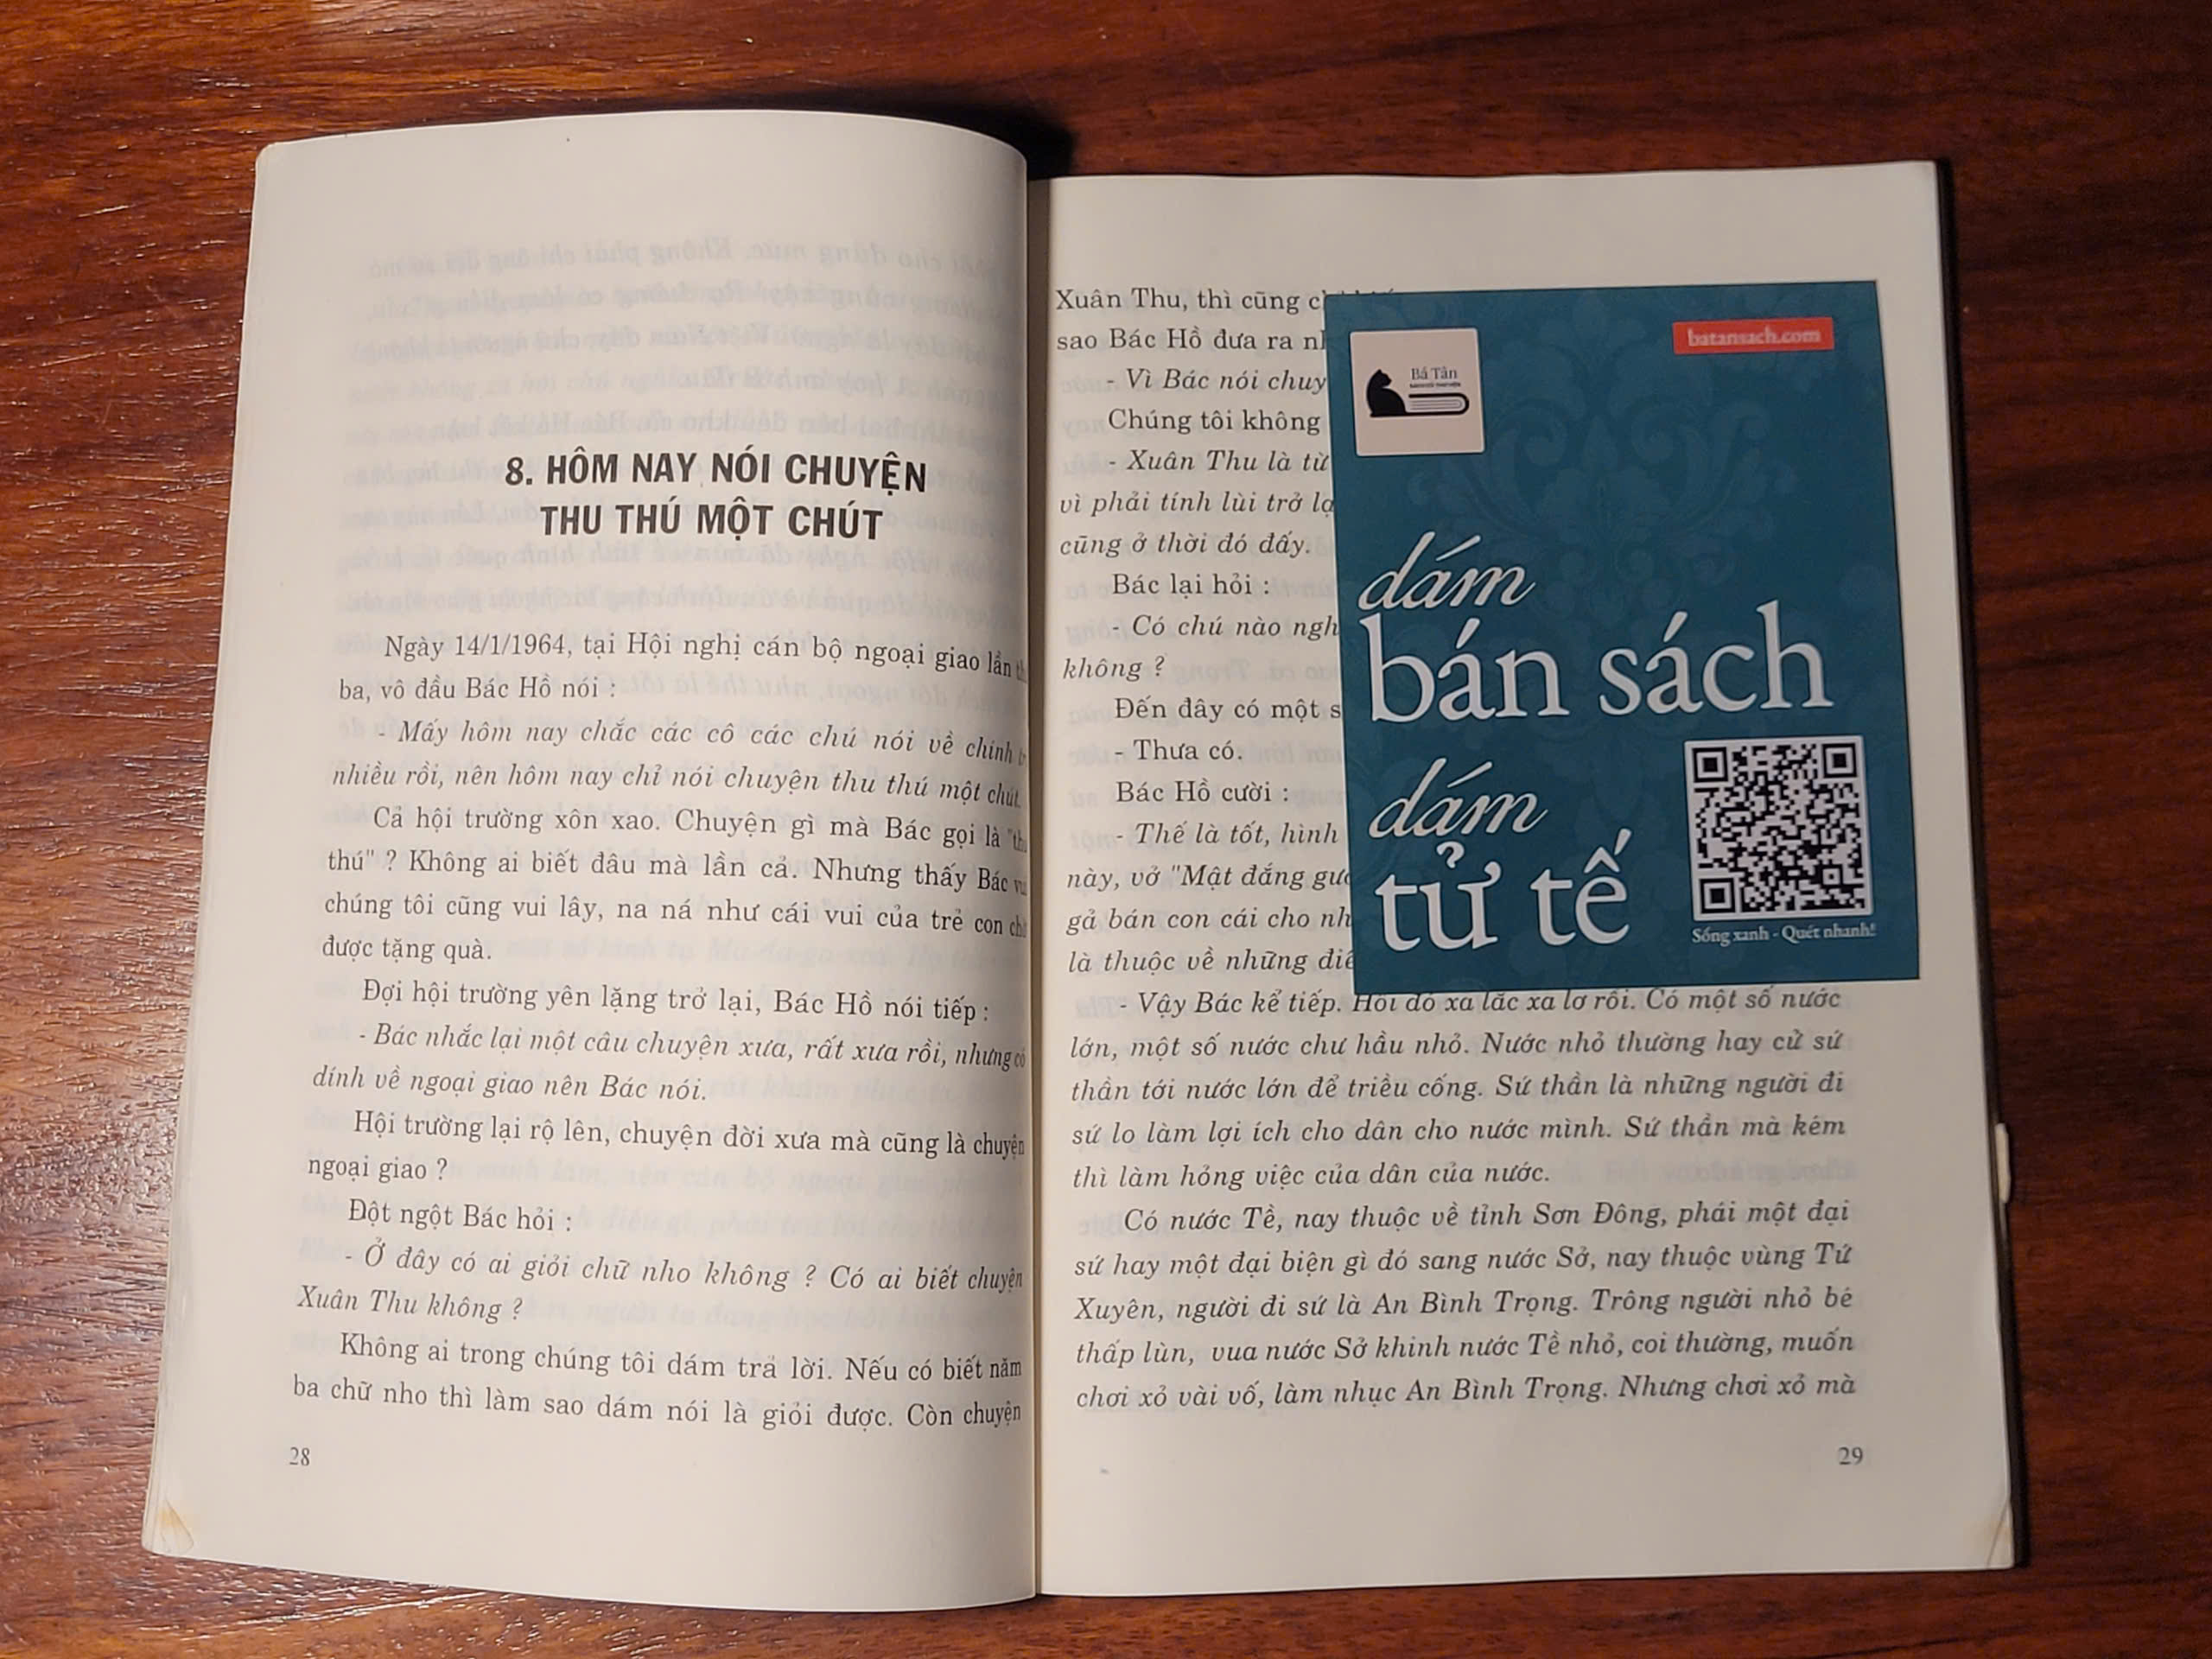 8. HÔM NAY NÓI CHUYỆN
THU THÚ MỘT CHÚT
Ngày 14/1/1964, tại Hội nghị cán bộ ngoại giao lần
ba, vô đầu Bác Hồ nói :
- Mấy hôm nay chắc các cô các chú nói về chính
nhiều rồi, nên hôm nay chỉ nói chuyện thu thú một chút.
Cả hội trường xôn xao. Chuyện gì mà Bác gọi là
thú" ? Không ai biết đâu mà lần cả. Nhưng thấy Bác
chúng tôi cũng vui lây, na ná như cái vui của trẻ con
được tặng quà.
Đợi hội trường yên lặng trở lại, Bác Hồ nói tiếp :
- Bác nhắc lại một câu chuyện xưa, rất xưa rồi, nhưng có
dính về ngoại giao nên Bác nói.
Hội trường lại rộ lên, chuyện đời xưa mà cũng là chuyện
ngoại giao ?
Đột ngột Bác hỏi :
- Ở đây có ai giỏi chữ nho không ? Có ai biết chuyện
Xuân Thu không ?
Không ai trong chúng tôi dám trả lời. Nếu có biết năm
ba chữ nho thì làm sao dám nói là giỏi được. Còn chuyện
28
Xuân Thu, thì cũng
sao Bác Hồ đưa ra
- Vì Bác nói
Chúng tôi không
- Xuân Thu là từ
vì phải tính lùi trở
cũng ở thời đó đấy.
Bác lại hỏi :
- Có chú nào
không ?
Đến đây có một
- Thưa có.
Bác Hồ cười :
- Thế là tốt, hình
này, vở "Mật đắng
gả bán con cái cho
là thuộc về những
- Vậy Bác kể tiếp. Hồi đó xa lắc xa lơ rồi. Có một số nước
lớn, một số nước chư hầu nhỏ. Nước nhỏ thường hay cử sứ
thần tới nước lớn để triều cống. Sứ thần là những người đi
sứ lo làm lợi ích cho dân cho nước mình. Sứ thần mà kém
thì làm hỏng việc của dân của nước.
Có nước Tề, nay thuộc về tỉnh Sơn Đông, phái một đại
sứ hay một đại biện gì đó sang nước Sở, nay thuộc vùng Tứ
Xuyên, người đi sứ là An Bình Trọng. Trông người nhỏ bé
thấp lùn, vua nước Sở khinh nước Tề nhỏ, coi thường, muốn
chơi xỏ vài vố, làm nhục An Bình Trọng. Nhưng chơi xỏ mà
29
Bá Tân
batansach.com
dám
bán sách
dám
tử tế
Sống xanh - Quét nhanh!